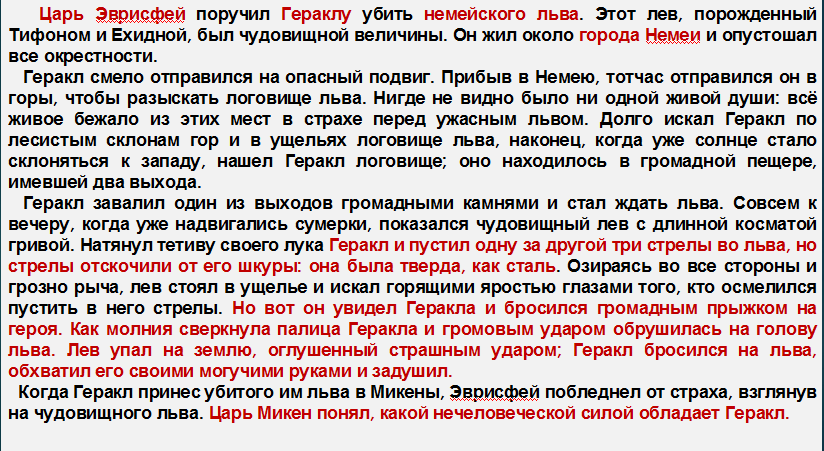 Царь Эврисфей поручил Гераклу убить немейского льва. Этот лев, порожденный
Тифоном и Ехидной, был чудовищной величины. Он жил около города Немеи и опустошал
все окрестности.
Геракл смело отправился на опасный подвиг. Прибыв в Немею, тотчас отправился он в
горы, чтобы разыскать логовище льва. Нигде не видно было ни одной живой души: всё
живое бежало из этих мест в страхе перед ужасным львом. Долго искал Геракл по
лесистым склонам гор и в ущельях логовище льва, наконец, когда уже солнце стало
склоняться к западу, нашел Геракл логовище; оно находилось в громадной пещере,
имевшей два выхода.
Геракл завалил один из выходов громадными камнями и стал ждать льва. Совсем к
вечеру, когда уже надвигались сумерки, показался чудовищный лев с длинной косматой
гривой. Натянул тетиву своего лука Геракл и пустил одну за другой три стрелы во льва, но
стрелы отскочили от его шкуры: она была тверда, как сталь. Озираясь во все стороны и
грозно рыча, лев стоял в ущелье и искал горящими яростью глазами того, кто осмелился
пустить в него стрелы. Но вот он увидел Геракла и бросился громадным прыжком на
героя. Как молния сверкнула палица Геракла и громовым ударом обрушилась на голову
льва. Лев упал на землю, оглушенный страшным ударом; Геракл бросился на льва,
обхватил его своими могучими руками и задушил.
Когда Геракл принес убитого им льва в Микены, Эврисфей побледнел от страха, взглянув
на чудовищного льва. Царь Микен понял, какой нечеловеческой силой обладает Геракл.